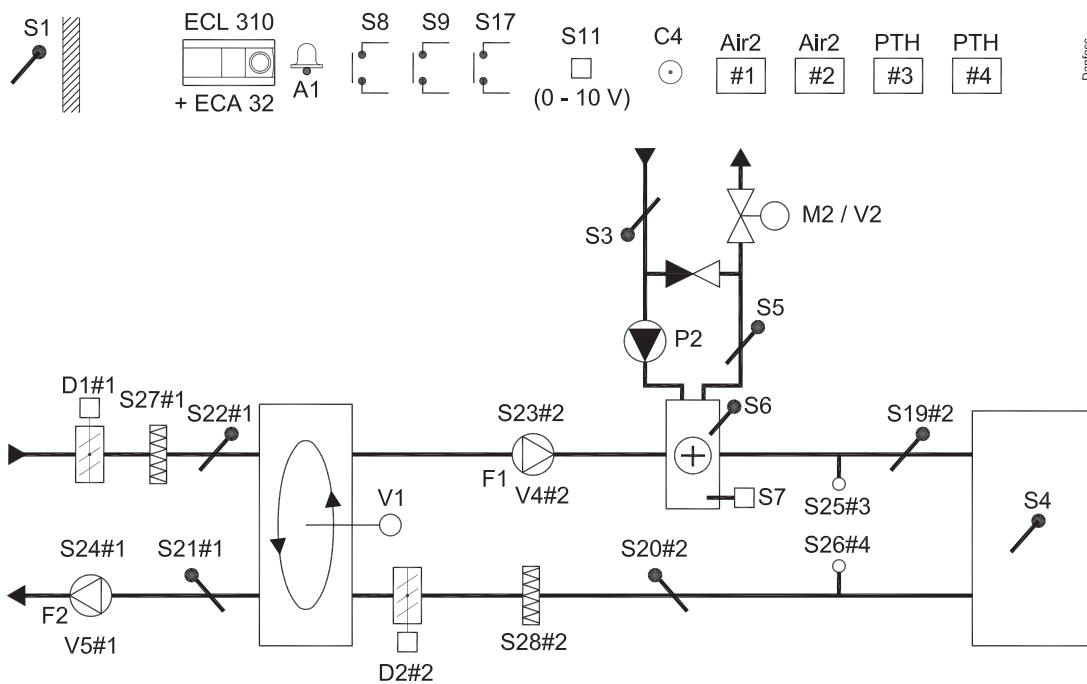 S1
ECL 310
+ ECA 32
A1
S8
S9
S17
S11
(0 - 10 V)
C4
Air2
#1
Air2
#2
PTH
#3
PTH
#4
Danfoss
S3
M2 / V2
S5
P2
D1#1
S27#1
S22#1
S23#2
F1
V4#2
S6
S7
S19#2
S25#3
S4
V1
S24#1
S21#1
F2
V5#1
D2#2
S28#2
S20#2
S26#4